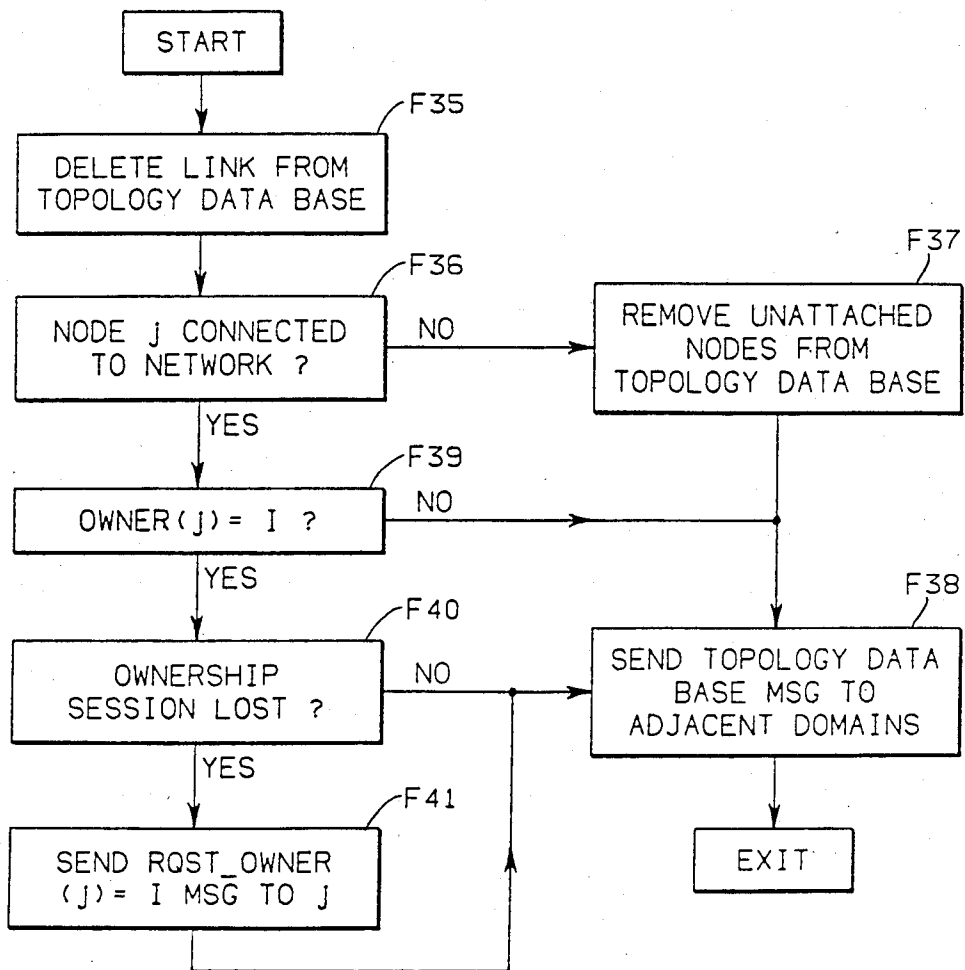 START
F35
DELETE LINK FROM
TOPOLOGY DATA BASE
F36
NODE j CONNECTED
TO NETWORK ?
NO
F37
REMOVE UNATTACHED
NODES FROM
TOPOLOGY DATA BASE
YES
F39
OWNER(j)= I ?
NO
YES
F40
OWNERSHIP
SESSION LOST ?
NO
F38
SEND TOPOLOGY DATA
BASE MSG TO
ADJACENT DOMAINS
YES
F41
SEND RQST_OWNER
(j)= I MSG TO j
EXIT